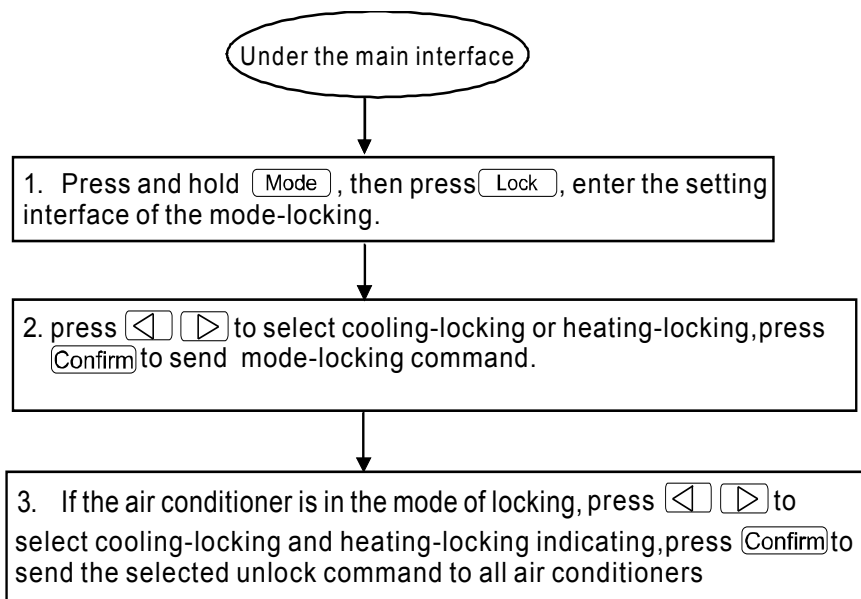 Under the main interface
1. Press and hold Mode , then press Lock , enter the setting
interface of the mode-locking.
2. press ◁ ▷ to select cooling-locking or heating-locking,press
Confirm to send mode-locking command.
3. If the air conditioner is in the mode of locking, press ◁ ▷ to
select cooling-locking and heating-locking indicating,press Confirm to
send the selected unlock command to all air conditioners